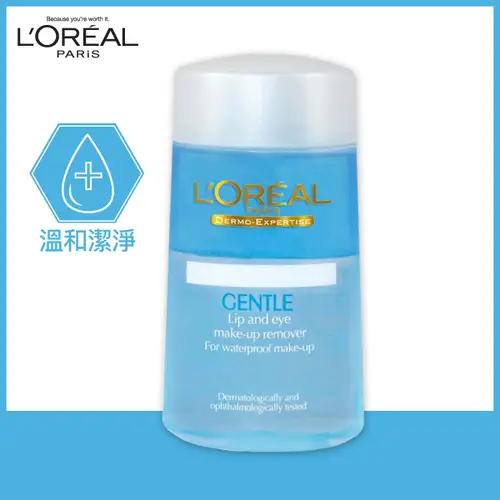 Because you're worth it.
L'ORÉAL
PARIS
溫和潔淨
L'ORÉAL
DERMO-EXPERTISE
GENTLE
Lip and eye
make-up remover
For waterproof make-up
Dermatologically and
ophthalmologically tested